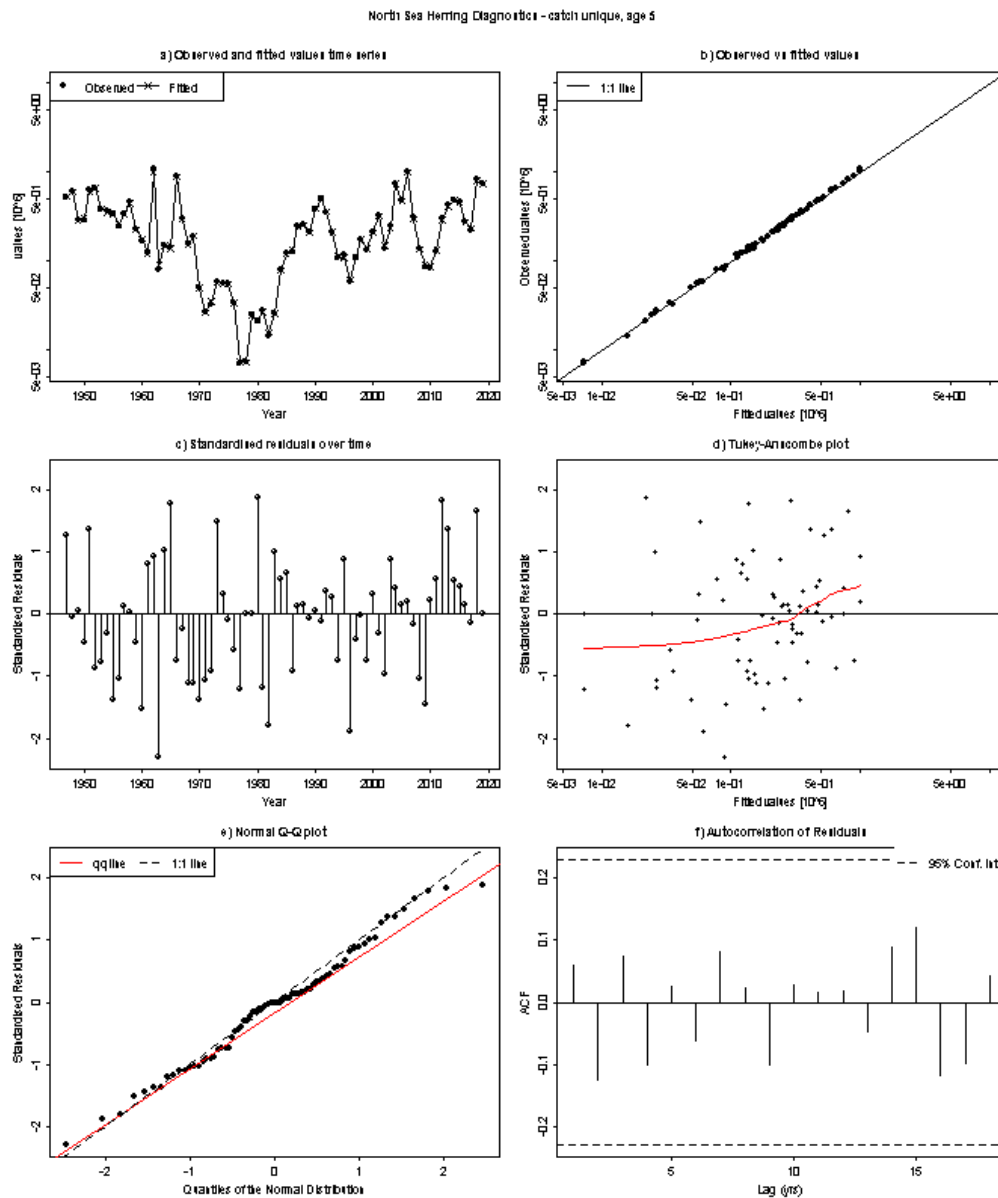 North Sea Herring Diagnostics - catch unique, age 5
a) Observed and fitted values time series
Observed Fitted
values [10^6]
5e-03 5e-02 5e-01 5e+00
1950 1960 1970 1980 1990 2000 2010 2020
Year
b) Observed vs fitted values
1:1 line
Observed values [10^6]
5e-03 5e-02 5e-01 5e+00
5e-03 1e-02 5e-02 1e-01 5e-01 5e+00
Fitted values [10^6]
c) Standardised residuals over time
Standardised Residuals
-2 -1 0 1 2
1950 1960 1970 1980 1990 2000 2010 2020
Year
d) Tukey-Anscombe plot
Standardised Residuals
-2 -1 0 1 2
5e-03 1e-02 5e-02 1e-01 5e-01 5e+00
Fitted values [10^6]
e) Normal Q-Q plot
qq line 1:1 line
Standardised Residuals
-2 -1 0 1 2
-2 -1 0 1 2
Quantiles of the Normal Distribution
f) Autocorrelation of Residuals
95% Conf. Int
ACF
-0.2 -0.1 0.0 0.1 0.2
5 10 15
Lag (yrs)